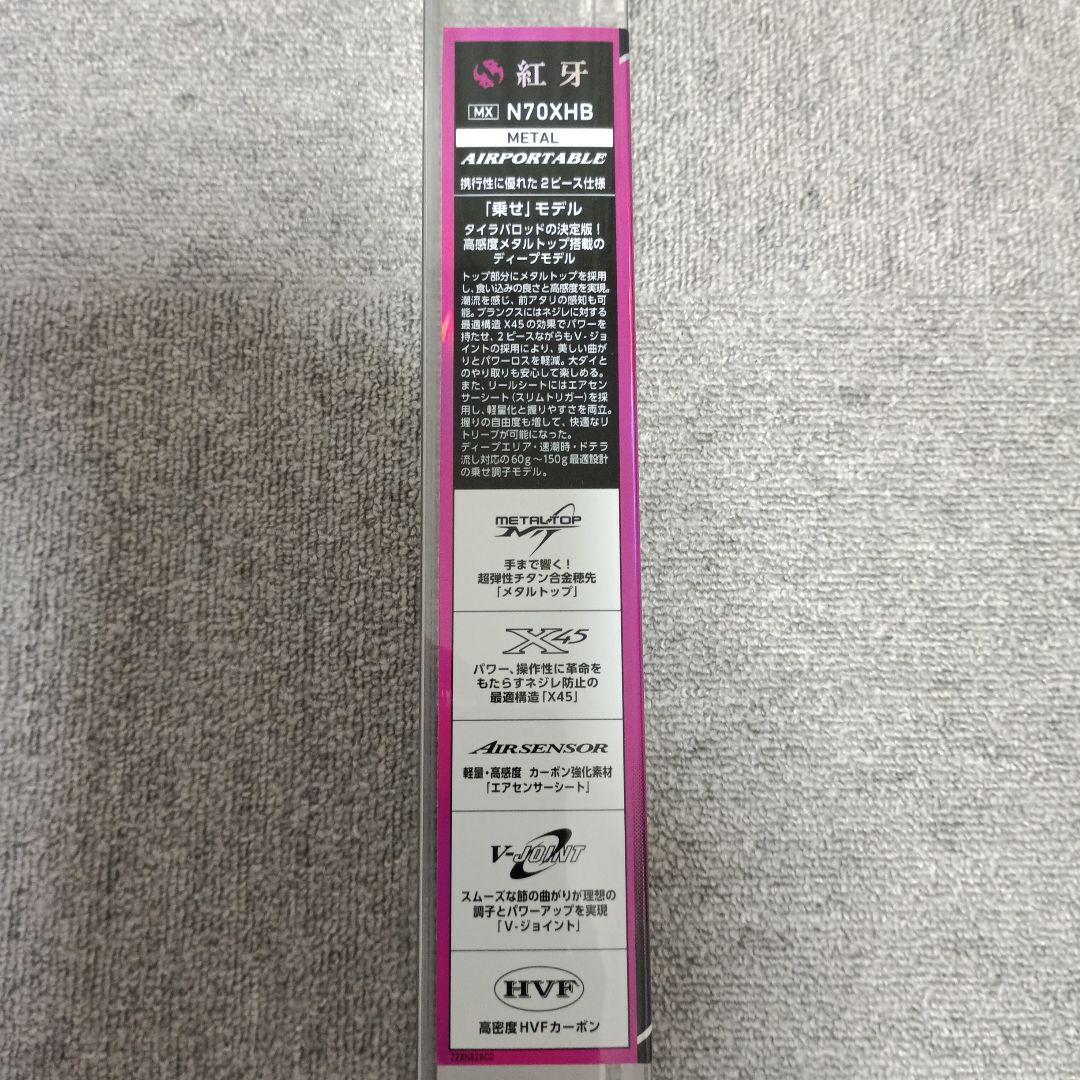 紅牙
MX N70XHB
METAL
AIRPORTABLE
携行性に優れた2ピース仕様
「乗せ」モデル
タイラバロッドの決定版!
高感度メタルトップ搭載の
ディープモデル
トップ部分にメタルトップを採用
し、食い込みの良さと高感度を実現。
潮流を感じ、前アタリの感知も可
能。ブランクスにはネジレに対する
最適構造X45の効果でパワーを
持たせ、2ピースながらもV-ジョ
イントの採用により、美しい曲が
りとパワーロスを軽減。大ダイと
のやり取りも安心して楽しめる。
また、リールシートにはエアセン
サーシート(スリムトリガー)を採
用し、軽量化と握りやすさを両立。
握りの自由度も増して、快適なリ
トリーブが可能になった。
ディープエリア・速潮時・ドテラ
流し対応の60g〜150g最適設計
の乗せ調子モデル。
METAL-TOP
MT
手まで響く!
超弾性チタン合金穂先
「メタルトップ」
X45
パワー、操作性に革命を
もたらすネジレ防止の
最適構造「X45」
AIRSENSOR
軽量・高感度 カーボン強化素材
「エアセンサーシート」
V-JOINT
スムーズな節の曲がりが理想の
調子とパワーアップを実現
「V-ジョイント」
HVF
高密度HVFカーボン